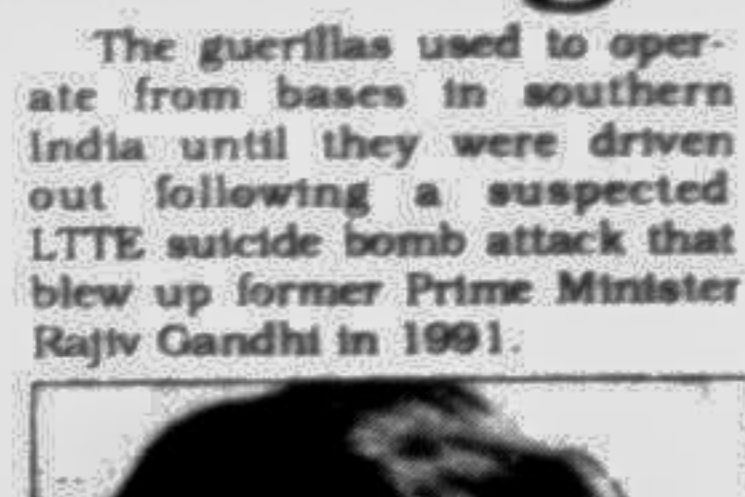 The guerillas used to oper-
ate from bases in southern
India until they were driven
out following a suspected
LTTE suicide bomb attack that
blew up former Prime Minister
Rajiv Gandhi in 1991.